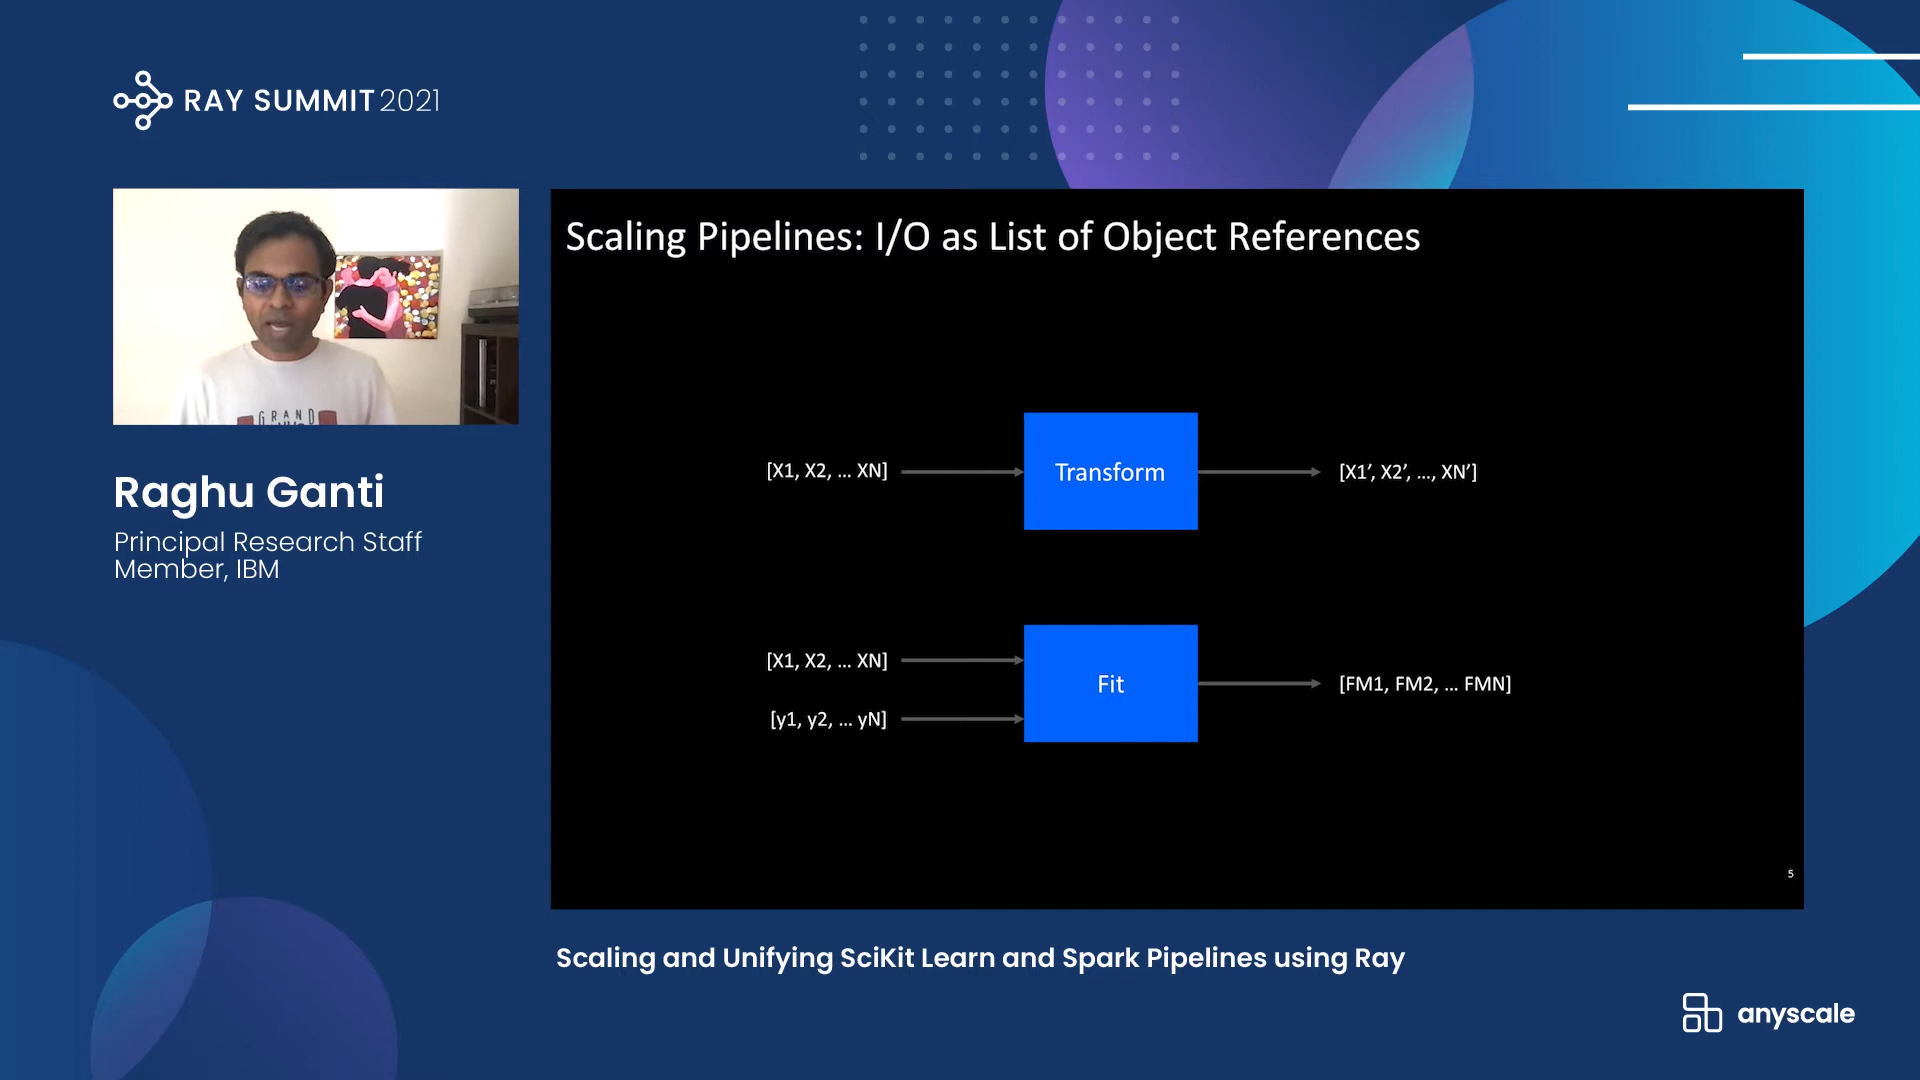 RAY SUMMIT 2021
Scaling Pipelines: I/O as List of Object References
GRAND
[X1, X2, ... XN]
Transform
[X1’, X2’, ..., XN’]
Raghu Ganti
Principal Research Staff
Member, IBM
[X1, X2, ... XN]
[y1, y2, ... yN]
Fit
[FM1, FM2, ... FMN]
5
Scaling and Unifying SciKit Learn and Spark Pipelines using Ray
anyscale